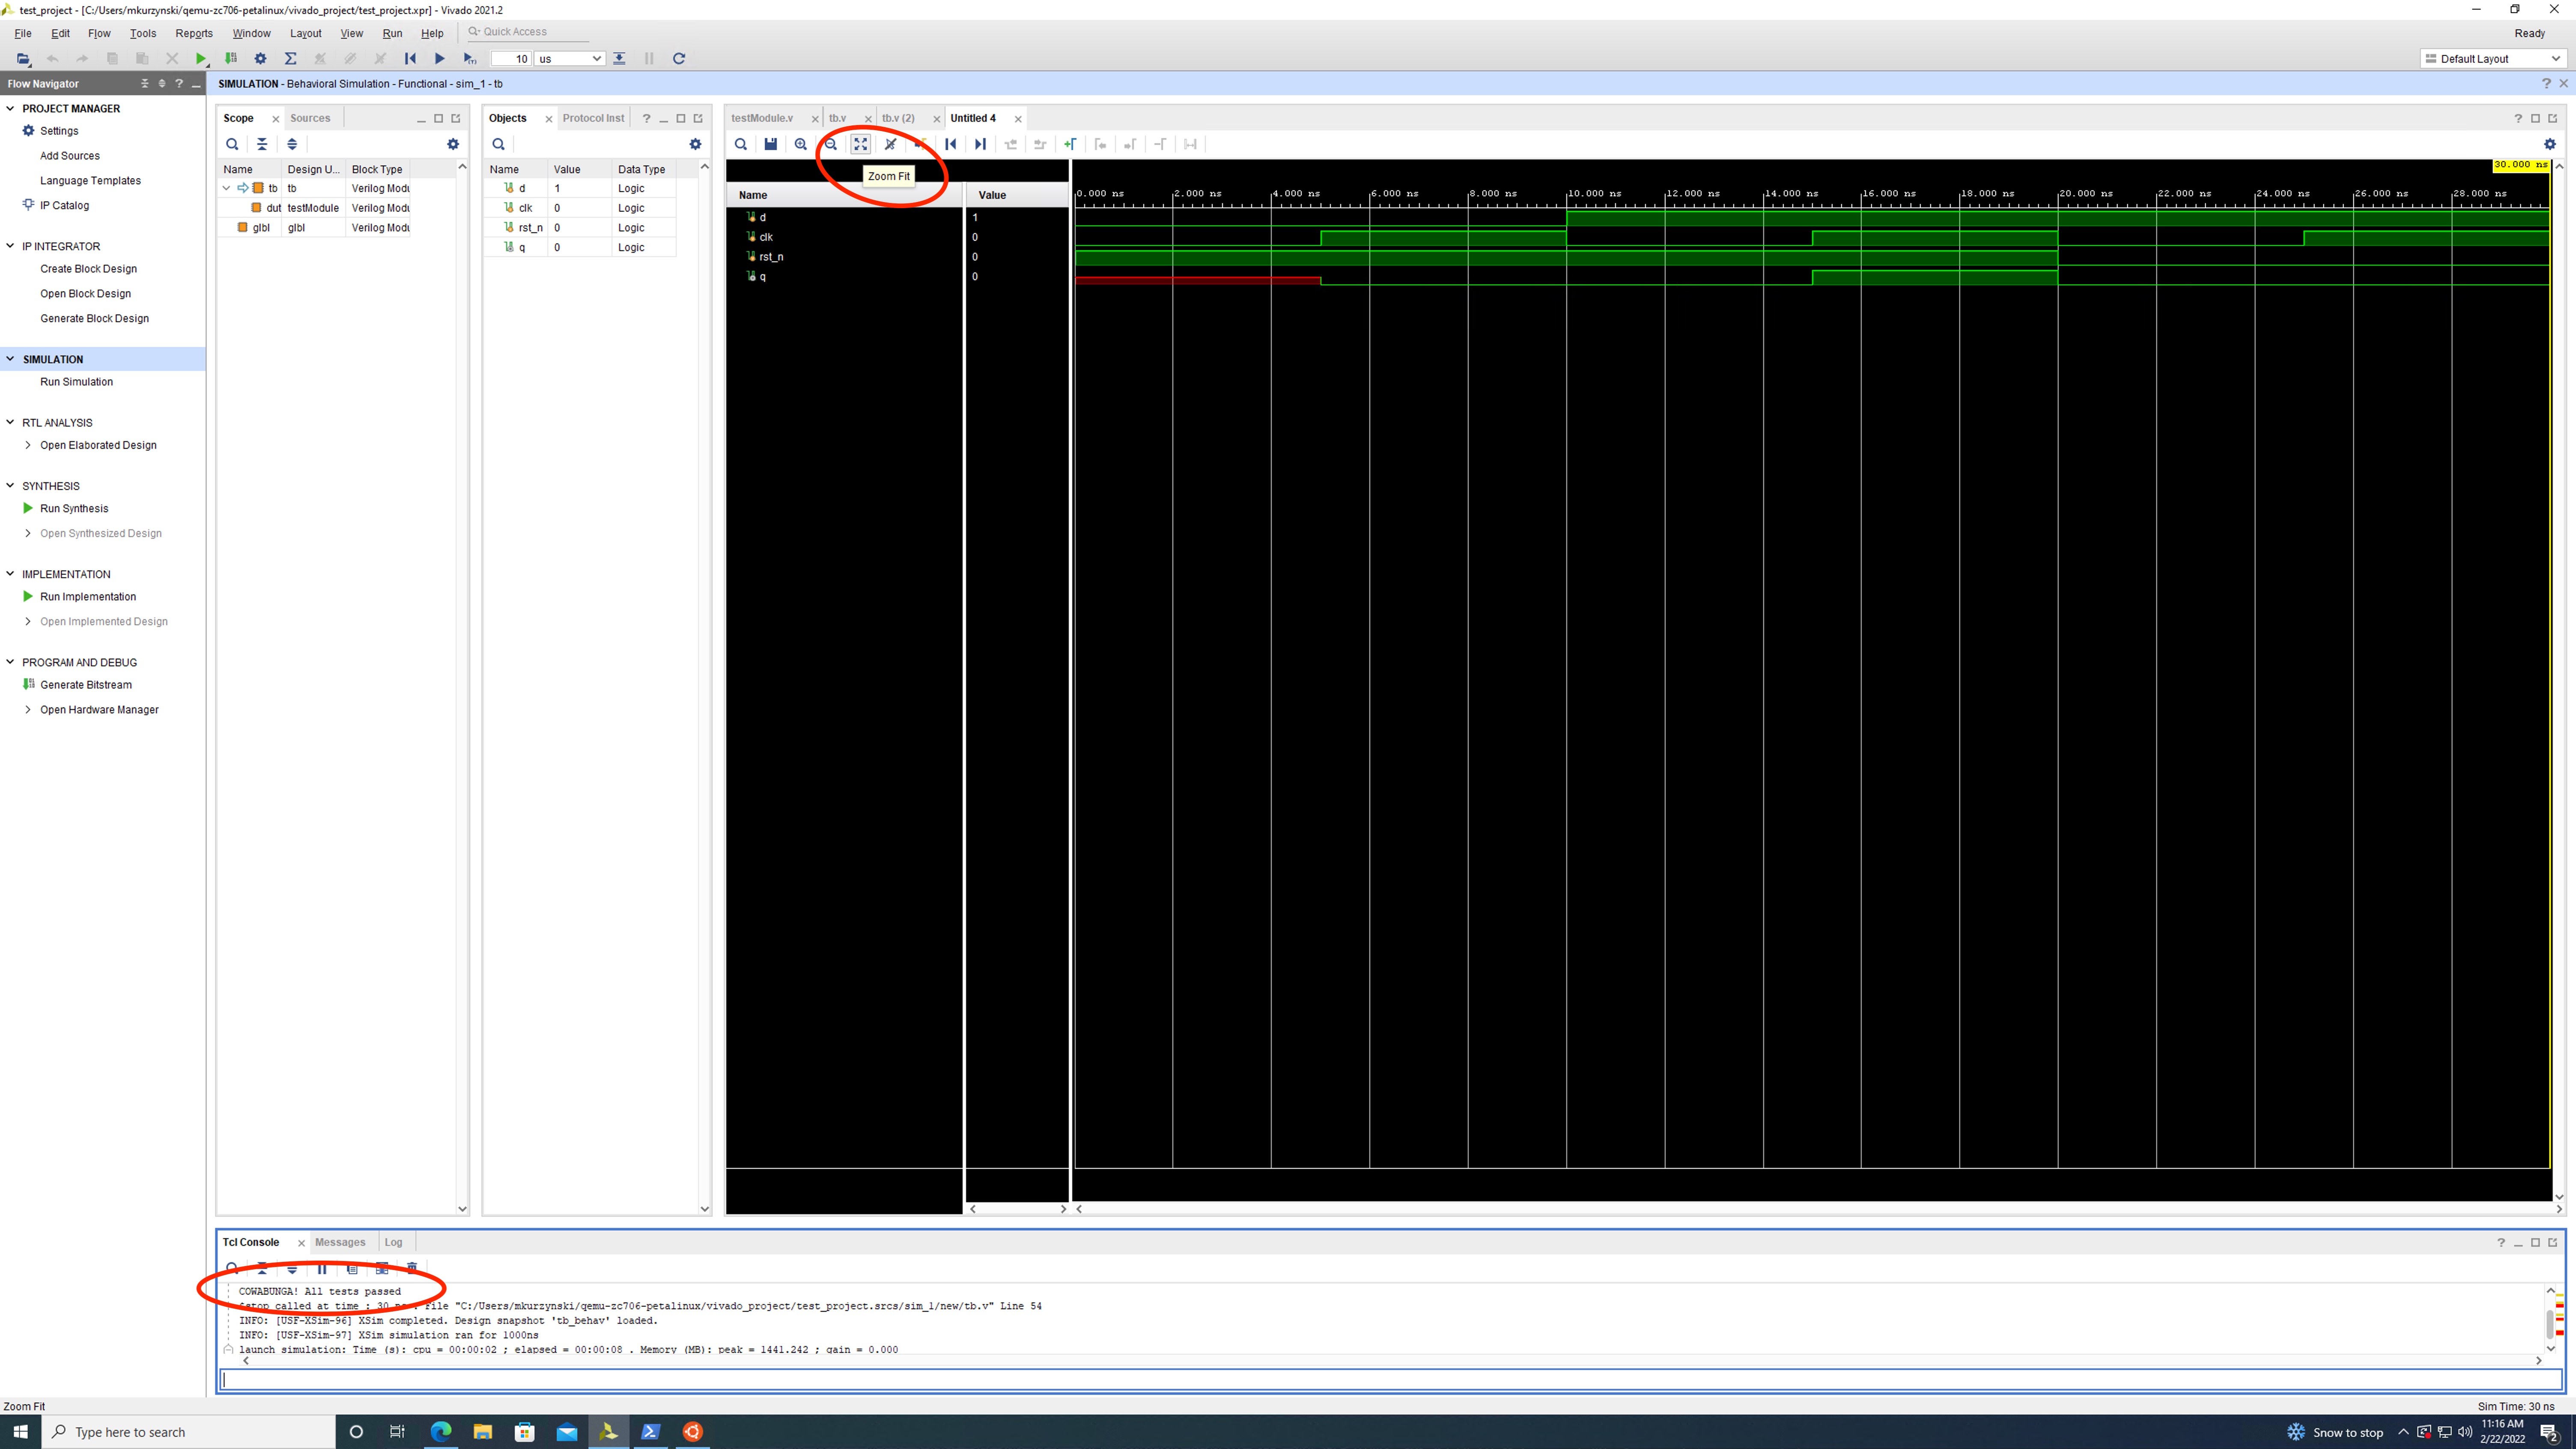 test_project - [C:/Users/mkurzynski/qemu-zc706-petalinux/vivado_project/test_project.xpr] - Vivado 2021.2
File Edit Flow Tools Reports Window Layout View Run Help Quick Access
Ready
10 us
Default Layout
Flow Navigator
SIMULATION - Behavioral Simulation - Functional - sim_1 - tb
PROJECT MANAGER
Settings
Add Sources
Language Templates
IP Catalog
IP INTEGRATOR
Create Block Design
Open Block Design
Generate Block Design
SIMULATION
Run Simulation
RTL ANALYSIS
Open Elaborated Design
SYNTHESIS
Run Synthesis
Open Synthesized Design
IMPLEMENTATION
Run Implementation
Open Implemented Design
PROGRAM AND DEBUG
Generate Bitstream
Open Hardware Manager
Scope Sources
Name Design U... Block Type
tb tb Verilog Modu
dut testModule Verilog Modu
glbl glbl Verilog Modu
Objects Protocol Inst
Name Value Data Type
d 1 Logic
clk 0 Logic
rst_n 0 Logic
q 0 Logic
testModule.v tb.v tb.v (2) Untitled 4
Zoom Fit
30.000 ns
Name Value
0.000 ns 2.000 ns 4.000 ns 6.000 ns 8.000 ns 10.000 ns 12.000 ns 14.000 ns 16.000 ns 18.000 ns 20.000 ns 22.000 ns 24.000 ns 26.000 ns 28.000 ns
d 1
clk 0
rst_n 0
q 0
Tcl Console Messages Log
COWABUNGA! All tests passed
$stop called at time : 30 ns : File "C:/Users/mkurzynski/qemu-zc706-petalinux/vivado_project/test_project.srcs/sim_1/new/tb.v" Line 54
INFO: [USF-XSim-96] XSim completed. Design snapshot 'tb_behav' loaded.
INFO: [USF-XSim-97] XSim simulation ran for 1000ns
launch_simulation: Time (s): cpu = 00:00:02 ; elapsed = 00:00:08 . Memory (MB): peak = 1441.242 ; gain = 0.000
Zoom Fit
Sim Time: 30 ns
Type here to search
Snow to stop
11:16 AM
2/22/2022
2